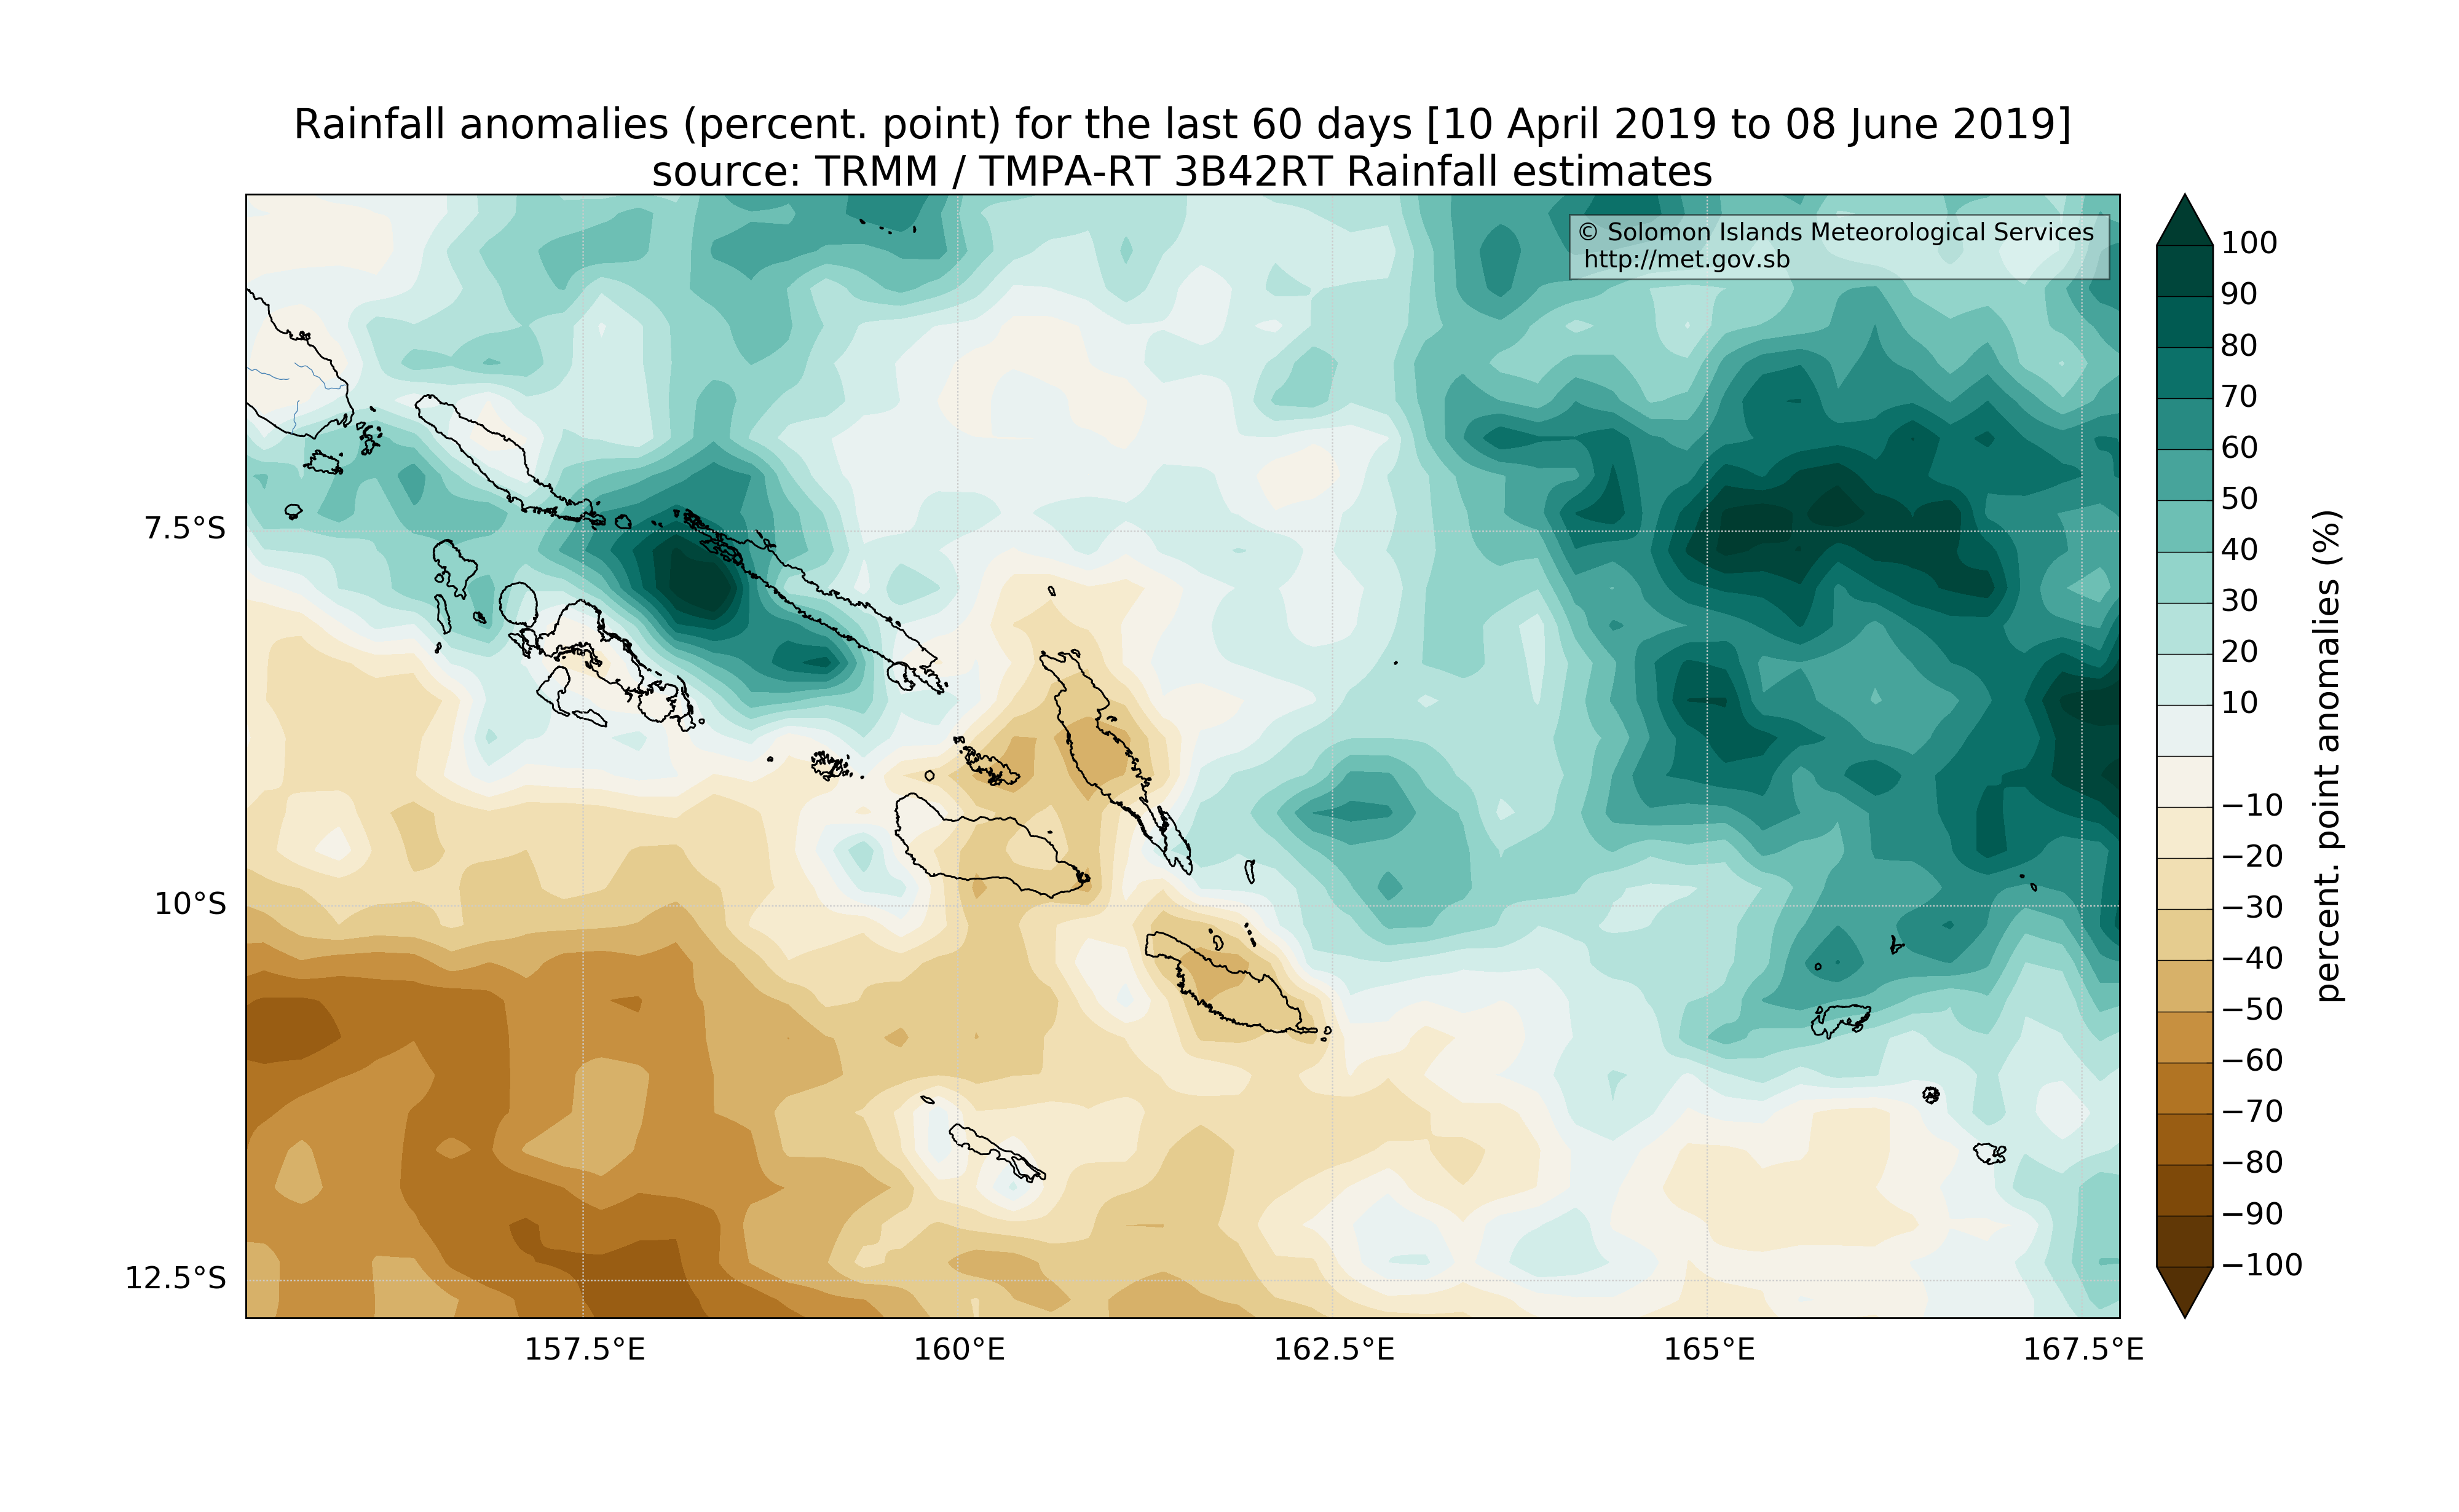 Rainfall anomalies (percent. point) for the last 60 days [10 April 2019 to 08 June 2019]
source: TRMM / TMPA-RT 3B42RT Rainfall estimates
© Solomon Islands Meteorological Services
http://met.gov.sb
7.5°S
10°S
12.5°S
157.5°E
160°E
162.5°E
165°E
167.5°E
100
90
80
70
60
50
40
30
20
10
−10
−20
−30
−40
−50
−60
−70
−80
−90
−100
percent. point anomalies (%)